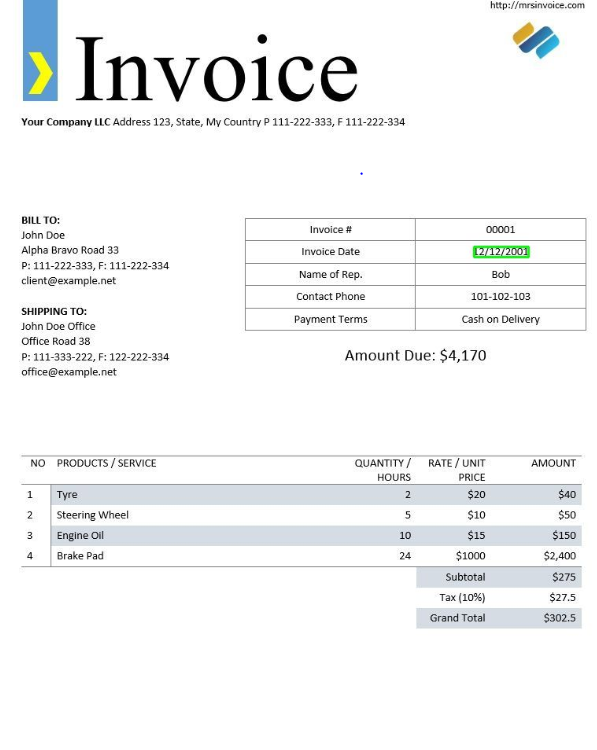 http://mrsinvoice.com
Invoice
Your Company LLC Address 123, State, My Country P 111-222-333, F 111-222-334
BILL TO:
John Doe
Alpha Bravo Road 33
P: 111-222-333, F: 111-222-334
client@example.net
SHIPPING TO:
John Doe Office
Office Road 38
P: 111-333-222, F: 122-222-334
office@example.net
Invoice # 00001
Invoice Date 12/12/2001
Name of Rep. Bob
Contact Phone 101-102-103
Payment Terms Cash on Delivery
Amount Due: $4,170
NO PRODUCTS / SERVICE QUANTITY / HOURS RATE / UNIT PRICE AMOUNT
1 Tyre 2 $20 $40
2 Steering Wheel 5 $10 $50
3 Engine Oil 10 $15 $150
4 Brake Pad 24 $1000 $2,400
Subtotal $275
Tax (10%) $27.5
Grand Total $302.5